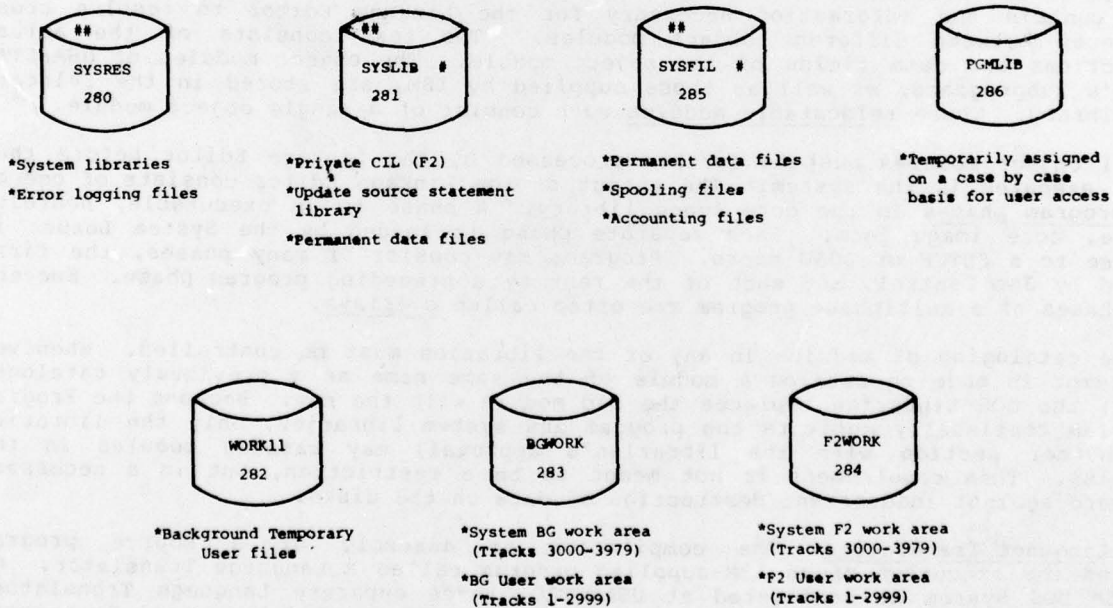 ##
SYSRES
280
*Libraries
*Error logging areas
##
SYSLIB #
281
*Private CIL (F2)
*Update source statement
library
*Permanent data files
##
SYSFIL #
285
*Permanent data files
*Spooling files
*Accounting files
PGMLIB
286
*Temporarily assigned
on a case by case
basis for user access
WORK11
282
*Background Temporary
User files
BGWORK
283
*System BG work area
(Tracks 3000-3979)
*BG User work area
(Tracks 1-2999)
F2WORK
284
*System F2 work area
(Tracks 3000-3979)
*F2 User work area
(Tracks 1-2999)